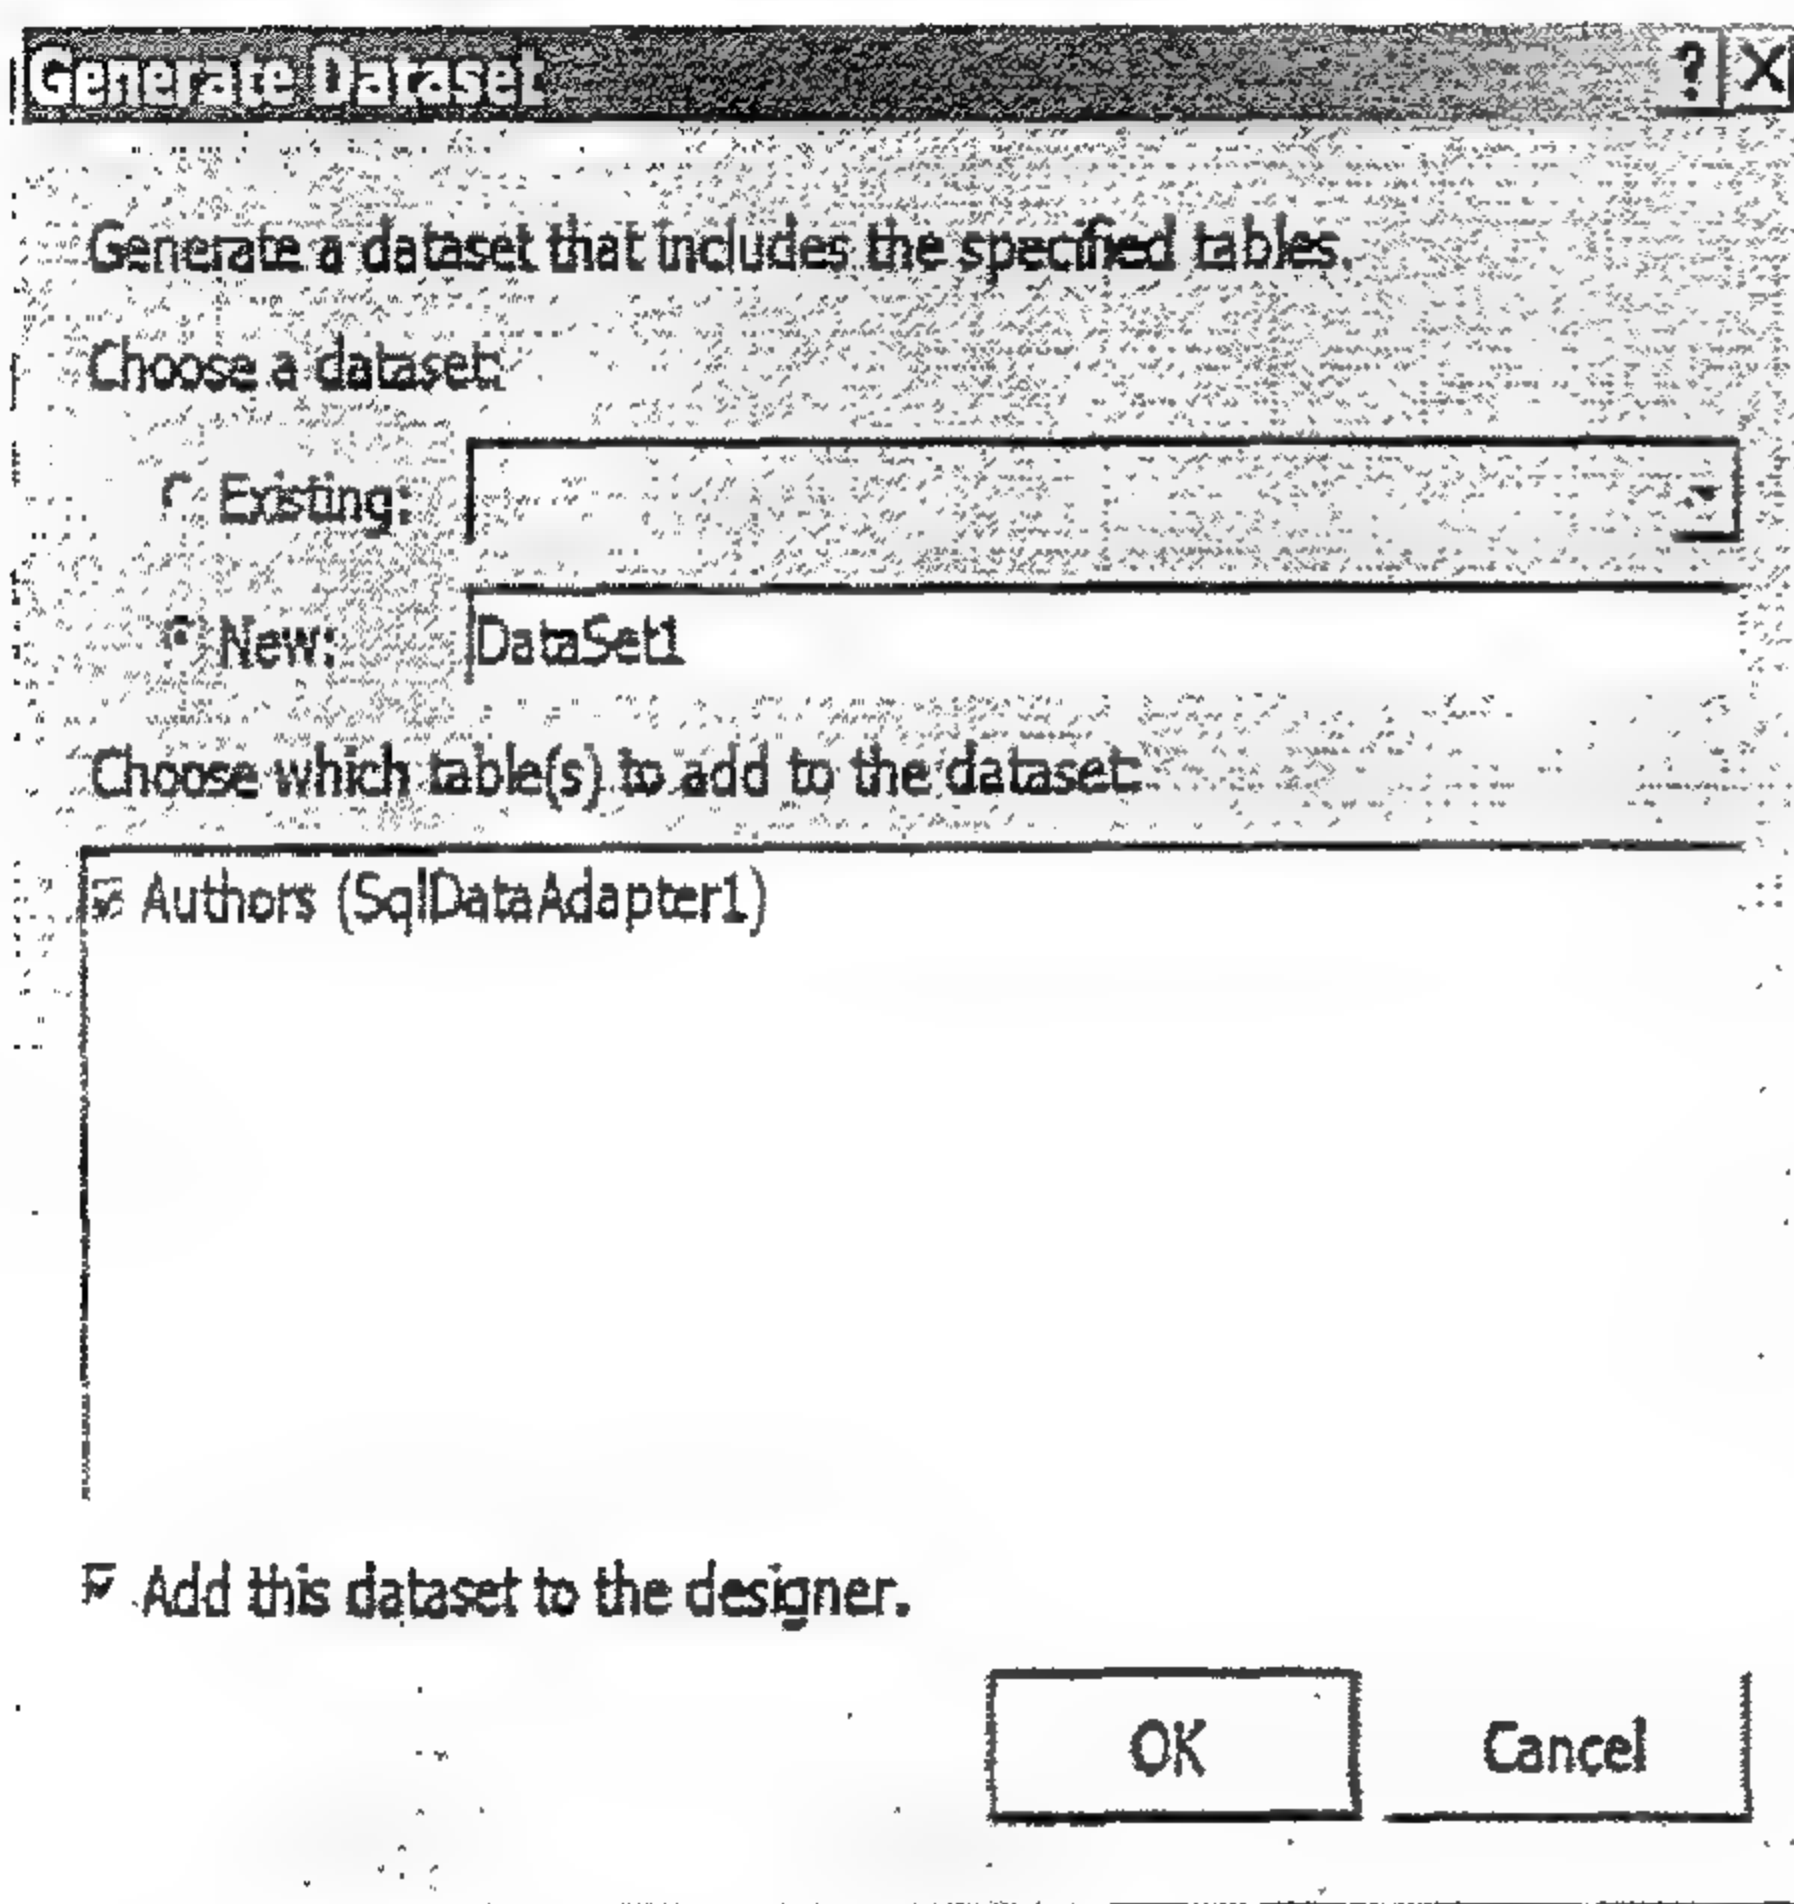 Generate Dataset
Generate a dataset that includes the specified tables.
Choose a dataset:
Existing:
New: DataSet1
Choose which table(s) to add to the dataset:
Authors (SqlDataAdapter1)
Add this dataset to the designer.
OK Cancel